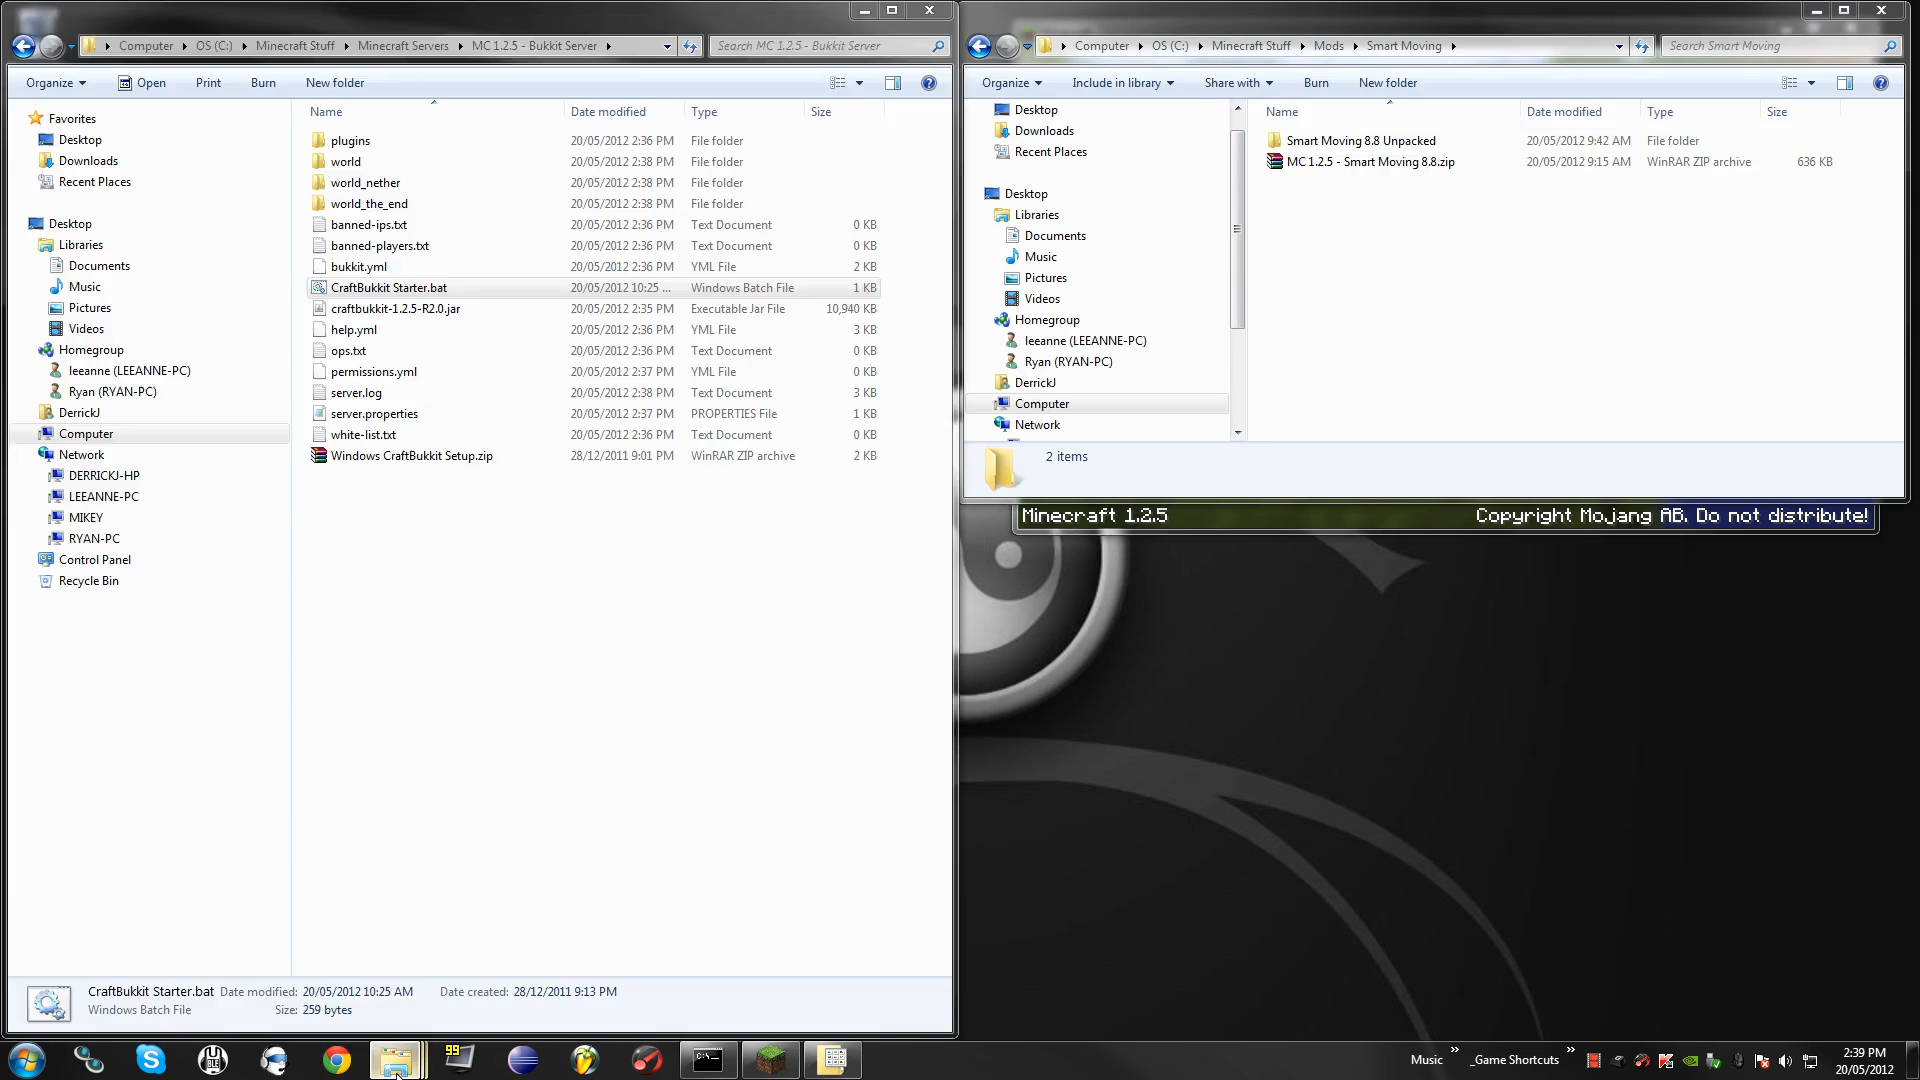 Computer OS (C:) Minecraft Stuff Minecraft Servers MC 1.2.5 - Bukkit Server
Search MC 1.2.5 - Bukkit Server
Organize Open Print Burn New folder
Favorites
Desktop
Downloads
Recent Places
Desktop
Libraries
Documents
Music
Pictures
Videos
Homegroup
leeanne (LEEANNE-PC)
Ryan (RYAN-PC)
DerrickJ
Computer
Network
DERRICKJ-HP
LEEANNE-PC
MIKEY
RYAN-PC
Control Panel
Recycle Bin
Name Date modified Type Size
plugins 20/05/2012 2:36 PM File folder
world 20/05/2012 2:38 PM File folder
world_nether 20/05/2012 2:38 PM File folder
world_the_end 20/05/2012 2:38 PM File folder
banned-ips.txt 20/05/2012 2:36 PM Text Document 0 KB
banned-players.txt 20/05/2012 2:36 PM Text Document 0 KB
bukkit.yml 20/05/2012 2:36 PM YML File 2 KB
CraftBukkit Starter.bat 20/05/2012 10:25 ... Windows Batch File 1 KB
craftbukkit-1.2.5-R2.0.jar 20/05/2012 2:35 PM Executable Jar File 10,940 KB
help.yml 20/05/2012 2:36 PM YML File 3 KB
ops.txt 20/05/2012 2:36 PM Text Document 0 KB
permissions.yml 20/05/2012 2:37 PM YML File 0 KB
server.log 20/05/2012 2:38 PM Text Document 3 KB
server.properties 20/05/2012 2:37 PM PROPERTIES File 1 KB
white-list.txt 20/05/2012 2:36 PM Text Document 0 KB
Windows CraftBukkit Setup.zip 28/12/2011 9:01 PM WinRAR ZIP archive 2 KB
CraftBukkit Starter.bat Date modified: 20/05/2012 10:25 AM Date created: 28/12/2011 9:13 PM
Windows Batch File Size: 259 bytes
Computer OS (C:) Minecraft Stuff Mods Smart Moving
Search Smart Moving
Organize Include in library Share with Burn New folder
Desktop
Downloads
Recent Places
Desktop
Libraries
Documents
Music
Pictures
Videos
Homegroup
leeanne (LEEANNE-PC)
Ryan (RYAN-PC)
DerrickJ
Computer
Network
Name Date modified Type Size
Smart Moving 8.8 Unpacked 20/05/2012 9:42 AM File folder
MC 1.2.5 - Smart Moving 8.8.zip 20/05/2012 9:15 AM WinRAR ZIP archive 636 KB
2 items
Minecraft 1.2.5 Copyright Mojang AB. Do not distribute!
99
Music » _Game Shortcuts »
2:39 PM
20/05/2012